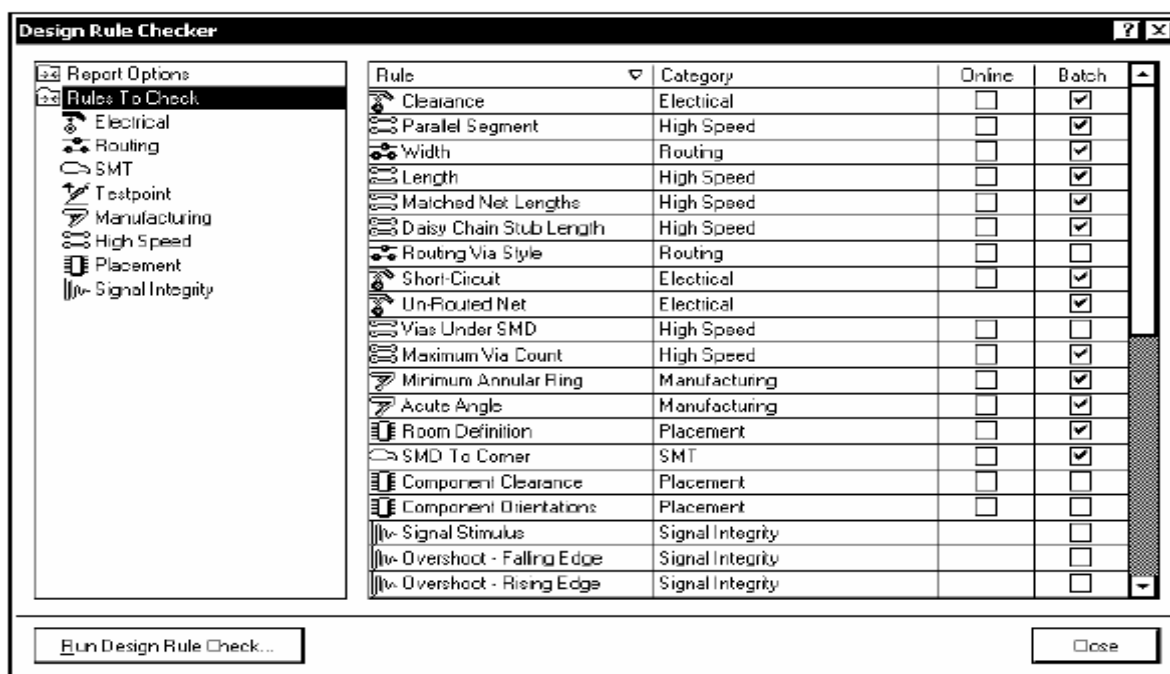 Design Rule Checker
Report Options
Rules To Check
Electrical
Routing
SMT
Testpoint
Manufacturing
High Speed
Placement
Signal Integrity
Rule Category Online Batch
Clearance Electrical
Parallel Segment High Speed
Width Routing
Length High Speed
Matched Net Lengths High Speed
Daisy Chain Stub Length High Speed
Routing Via Style Routing
Short-Circuit Electrical
Un-Routed Net Electrical
Vias Under SMD High Speed
Maximum Via Count High Speed
Minimum Annular Ring Manufacturing
Acute Angle Manufacturing
Room Definition Placement
SMD To Corner SMT
Component Clearance Placement
Component Orientations Placement
Signal Stimulus Signal Integrity
Overshoot - Falling Edge Signal Integrity
Overshoot - Rising Edge Signal Integrity
Run Design Rule Check...
Close